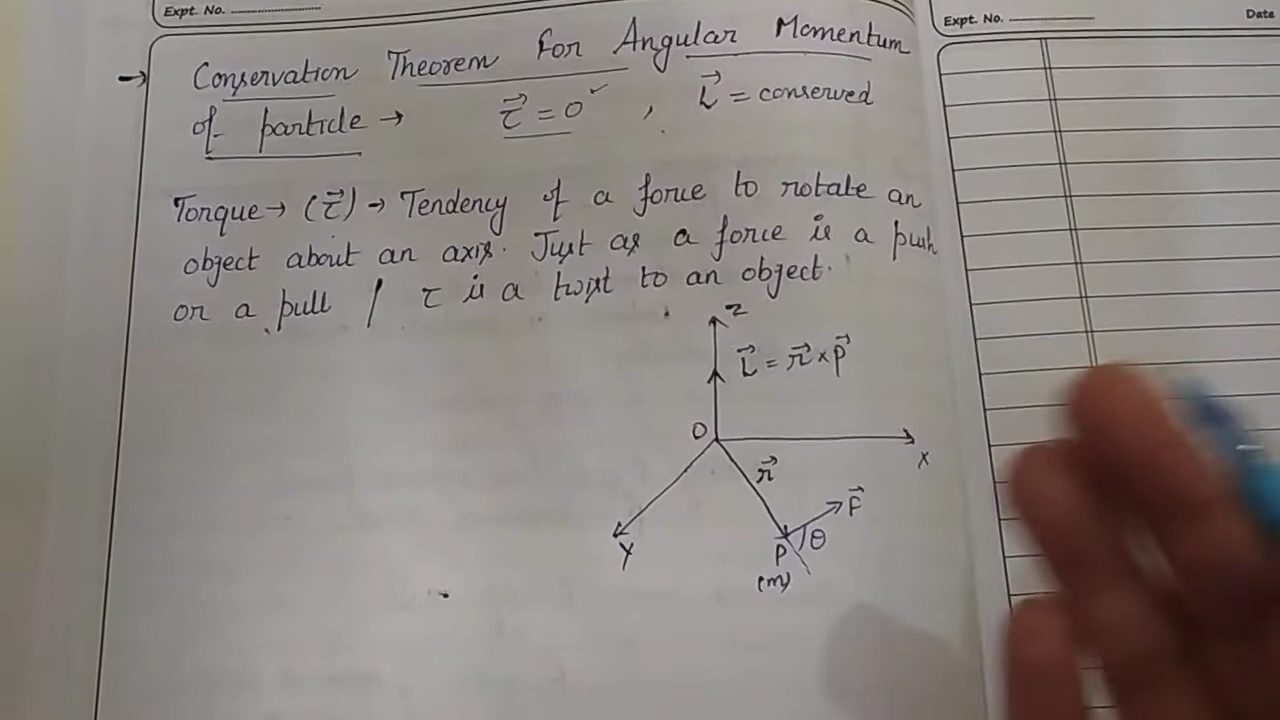 Expt. No.
Expt. No.
Date
→ Conservation Theorem For Angular Momentum
of particle → τ⃗ = 0 ✓, L⃗ = conserved
Torque → (τ⃗) → Tendency of a force to rotate an
object about an axis. Just as a force is a push
or a pull / τ is a twist to an object.
Z
L⃗ = r⃗ × P⃗
O
X
r⃗
F⃗
Y
P
θ
(m)